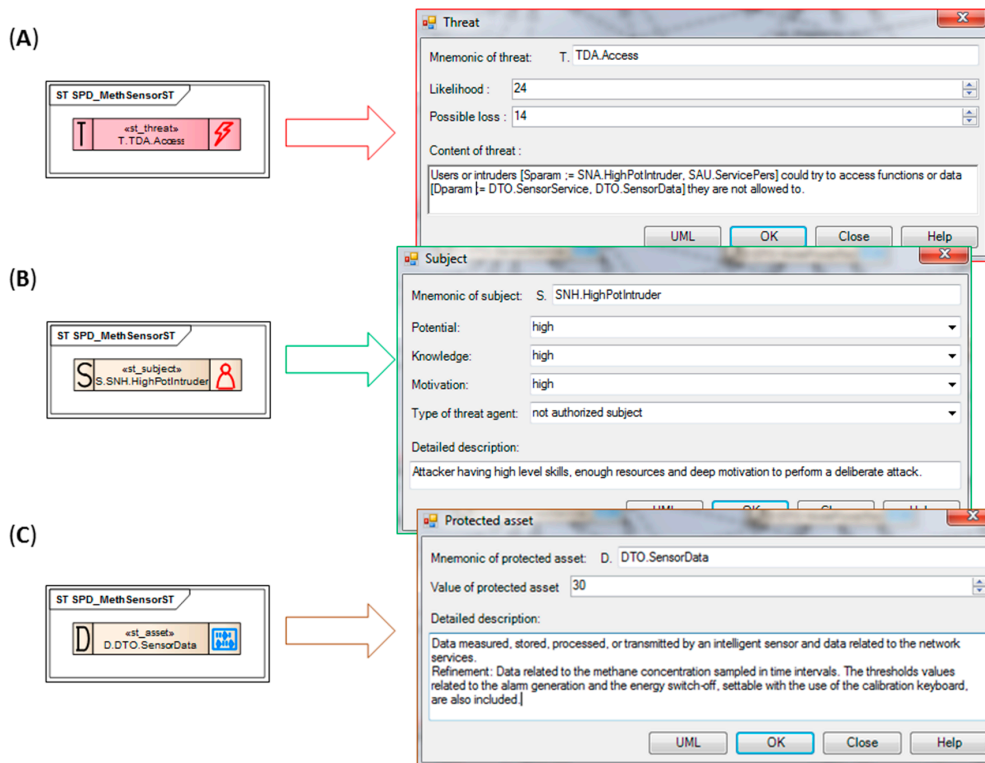 (A)
ST SPD_MethSensorST
T
«st_threat»
T.TDA.Access
Threat
Mnemonic of threat: T. TDA.Access
Likelihood : 24
Possible loss : 14
Content of threat :
Users or intruders [Sparam ;= SNA.HighPotIntruder, SAU.ServicePers] could try to access functions or data
[Dparam ;= DTO.SensorService, DTO.SensorData] they are not allowed to.
UML OK Close Help
(B)
ST SPD_MethSensorST
S
«st_subject»
S.SNH.HighPotIntruder
Subject
Mnemonic of subject: S. SNH.HighPotIntruder
Potential: high
Knowledge: high
Motivation: high
Type of threat agent: not authorized subject
Detailed description:
Attacker having high level skills, enough resources and deep motivation to perform a deliberate attack.
UML OK Close Help
(C)
ST SPD_MethSensorST
D
«st_asset»
D.DTO.SensorData
Protected asset
Mnemonic of protected asset: D. DTO.SensorData
Value of protected asset 30
Detailed description:
Data measured, stored, processed, or transmitted by an intelligent sensor and data related to the network
services.
Refinement: Data related to the methane concentration sampled in time intervals. The thresholds values
related to the alarm generation and the energy switch-off, settable with the use of the calibration keyboard,
are also included.
UML OK Close Help